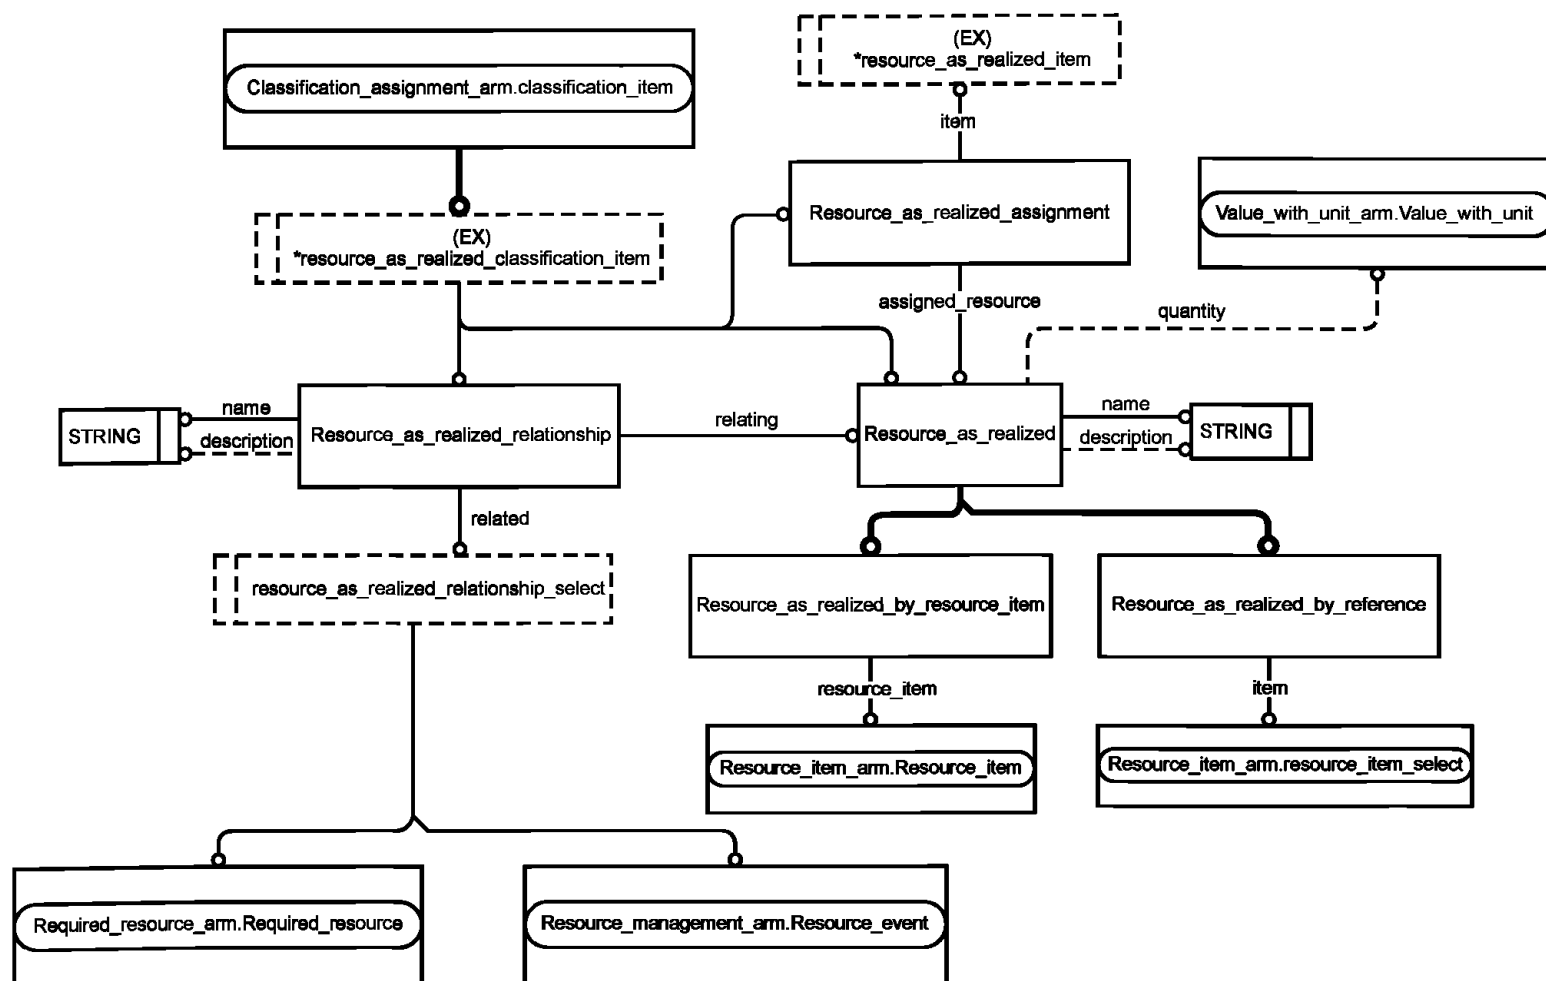 (EX)
*resource_as_realized_item
Classification_assignment_arm.classification_item
item
Resource_as_realized_assignment
Value_with_unit_arm.Value_with_unit
(EX)
*resource_as_realized_classification_item
assigned_resource
quantity
name
STRING
description
Resource_as_realized_relationship
relating
Resource_as_realized
name
description
STRING
related
resource_as_realized_relationship_select
Resource_as_realized_by_resource_item
Resource_as_realized_by_reference
resource_item
item
Resource_item_arm.Resource_item
Resource_item_arm.resource_item_select
Required_resource_arm.Required_resource
Resource_management_arm.Resource_event